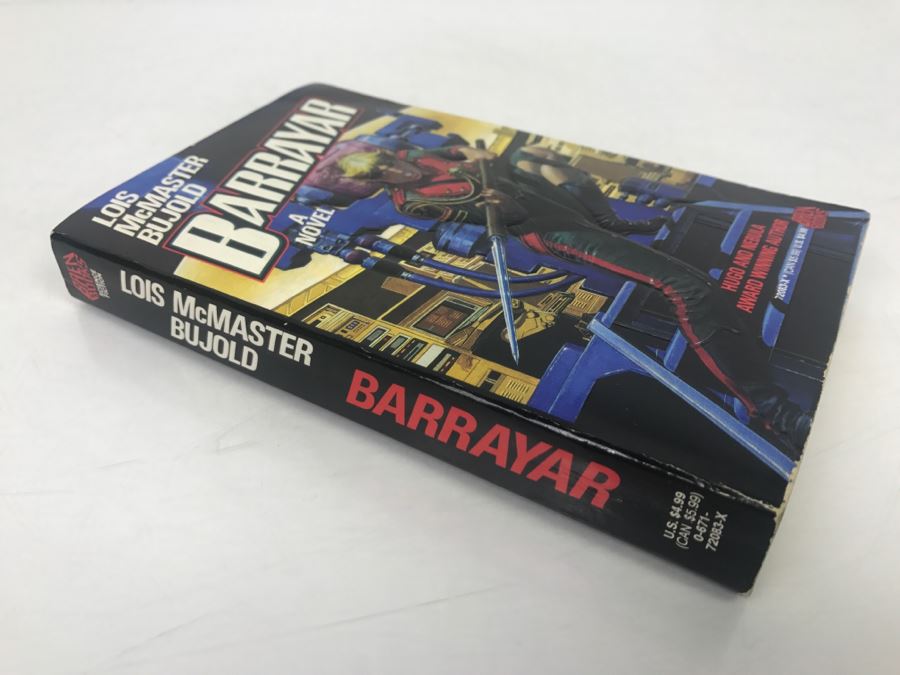 LOIS
McMASTER
BUJOLD
BARRAYAR
A
NOVEL
HUGO AND NEBULA
AWARD WINNING AUTHOR
BAEN
LOIS McMASTER
BUJOLD
BARRAYAR
U.S. $4.99
(CAN $5.99)
0-671-
72083-X